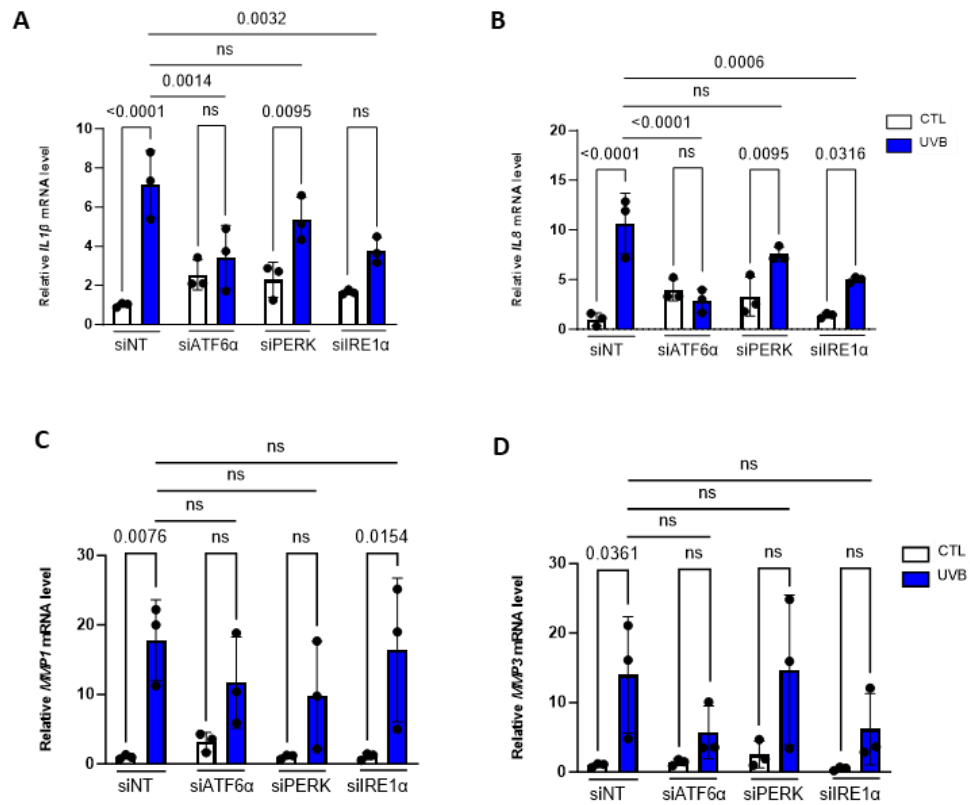 A
0.0032
ns
0.0014
<0.0001
ns
0.0095
ns
Relative IL1β mRNA level
10
8
6
4
2
0
siNT
siATF6α
siPERK
siIRE1α
B
0.0006
ns
<0.0001
<0.0001
ns
0.0095
0.0316
CTL
UVB
Relative IL8 mRNA level
20
15
10
5
0
siNT
siATF6α
siPERK
siIRE1α
C
ns
ns
ns
0.0076
ns
ns
0.0154
Relative MMP1 mRNA level
30
20
10
0
siNT
siATF6α
siPERK
siIRE1α
D
ns
ns
ns
0.0361
ns
ns
ns
CTL
UVB
Relative MMP3 mRNA level
30
20
10
0
siNT
siATF6α
siPERK
siIRE1α